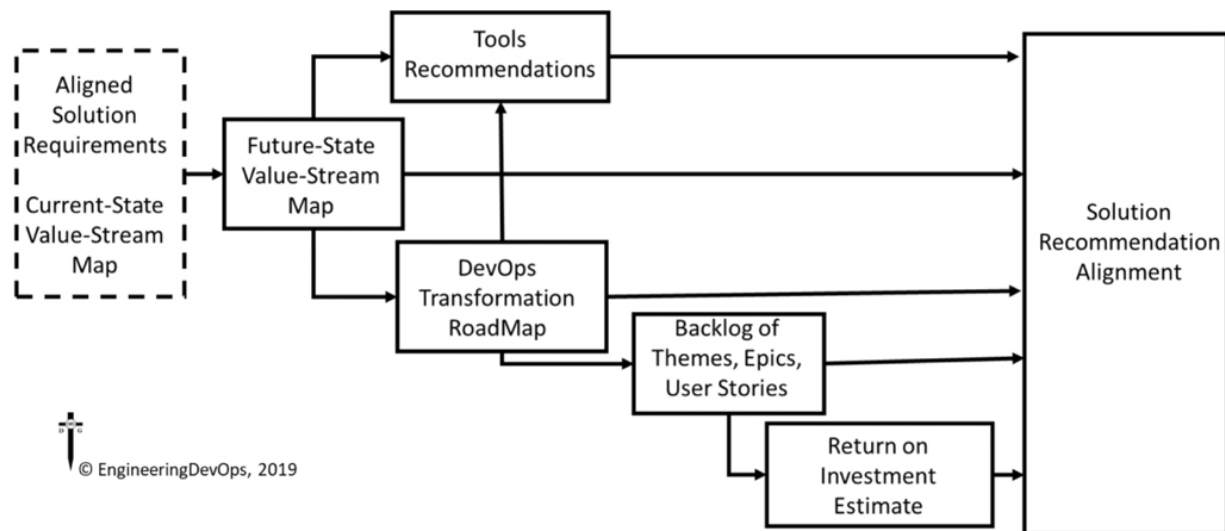 Aligned
Solution
Requirements
Current-State
Value-Stream
Map
Future-State
Value-Stream
Map
Tools
Recommendations
DevOps
Transformation
RoadMap
Backlog of
Themes, Epics,
User Stories
Return on
Investment
Estimate
Solution
Recommendation
Alignment
D G
© EngineeringDevOps, 2019